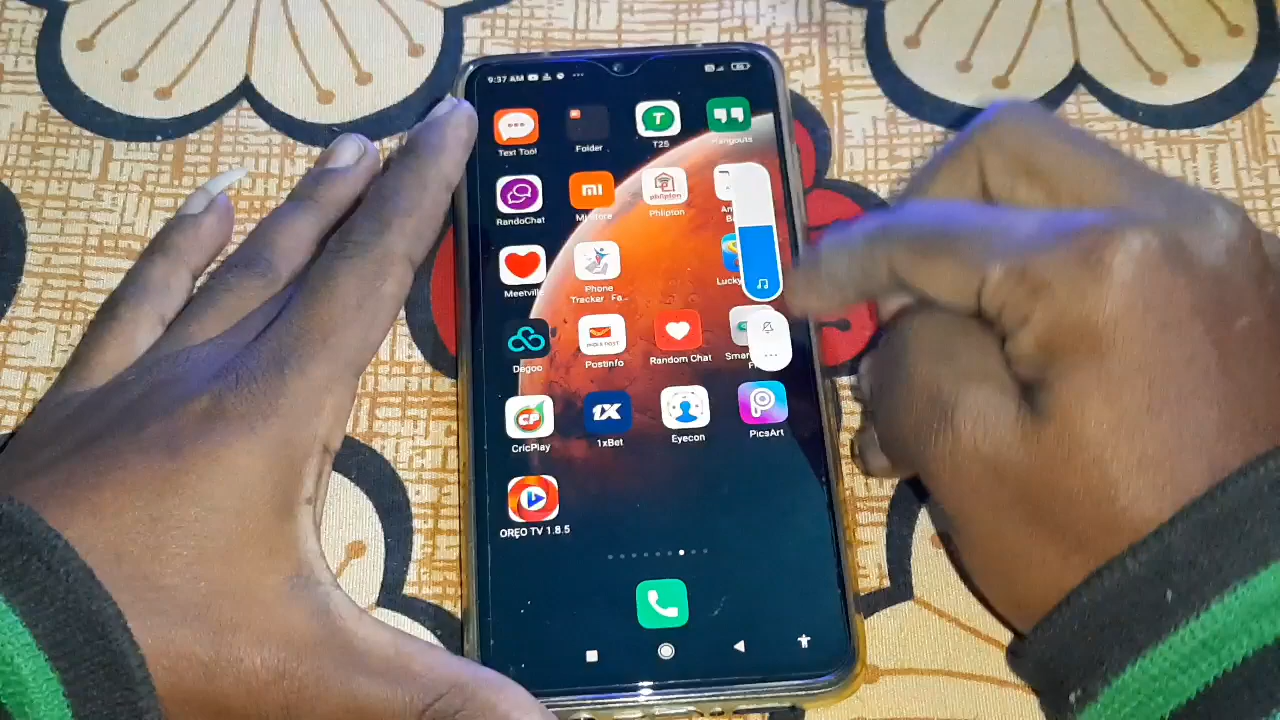 9:37 AM
Text Tool
Folder
T25
Hangouts
RandoChat
Mi Store
Phlipton
Meetville
Phone
Tracker
Lucky
Degoo
PostInfo
Random Chat
CricPlay
1xBet
Eyecon
PicsArt
OREO TV 1.8.5